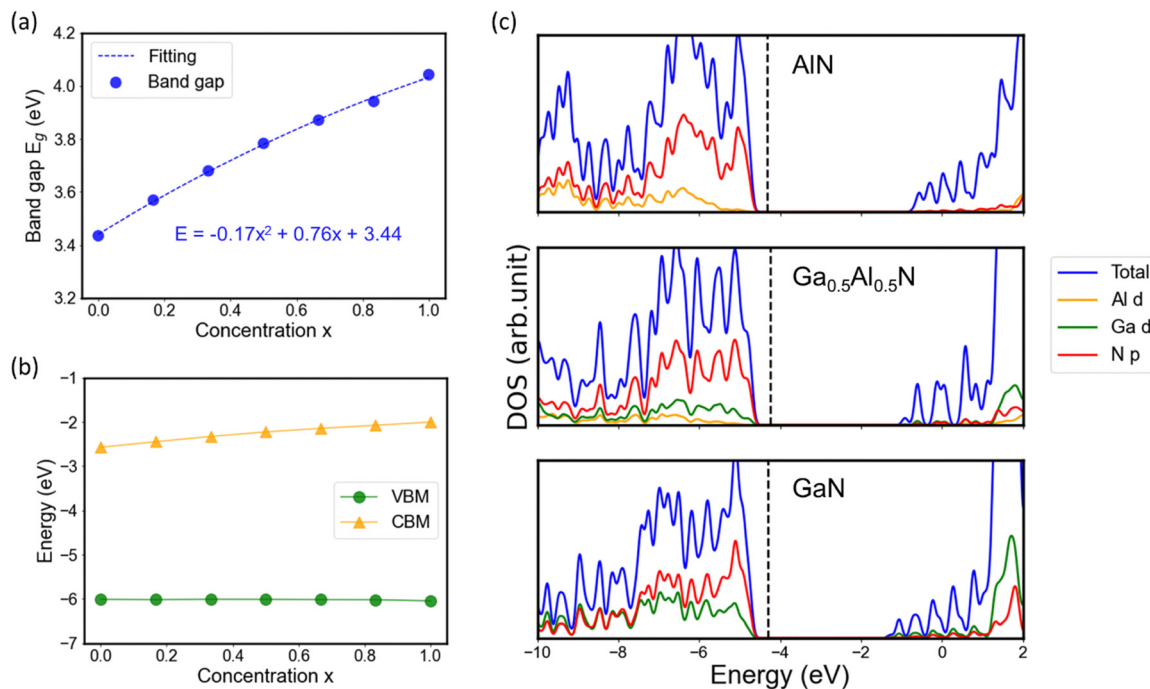 (a)
4.2
4.0
3.8
3.6
3.4
3.2
Band gap E_g (eV)
Fitting
Band gap
E = -0.17x² + 0.76x + 3.44
0.0 0.2 0.4 0.6 0.8 1.0
Concentration x
(b)
−1
−2
−3
−4
−5
−6
−7
Energy (eV)
VBM
CBM
0.0 0.2 0.4 0.6 0.8 1.0
Concentration x
(c)
AlN
Ga₀.₅Al₀.₅N
GaN
DOS (arb.unit)
−10 −8 −6 −4 −2 0 2
Energy (eV)
Total
Al d
Ga d
N p